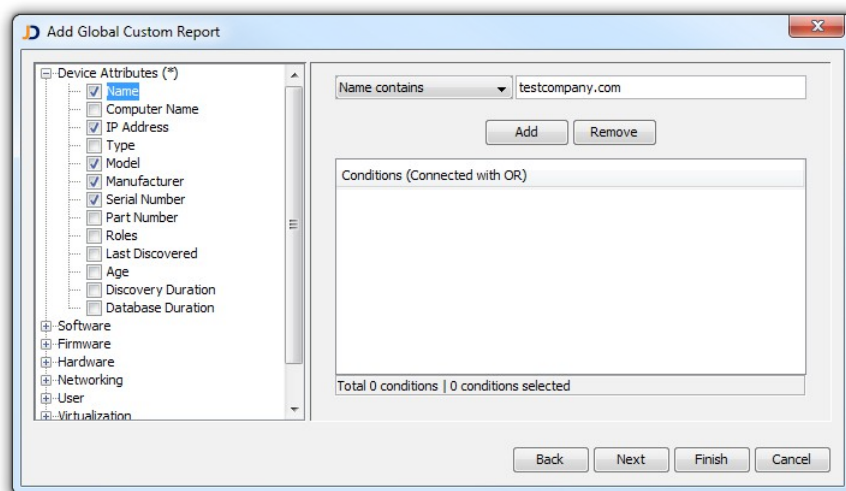 Add Global Custom Report
Device Attributes (*)
Name
Computer Name
IP Address
Type
Model
Manufacturer
Serial Number
Part Number
Roles
Last Discovered
Age
Discovery Duration
Database Duration
Software
Firmware
Hardware
Networking
User
Virtualization
Name contains
testcompany.com
Add
Remove
Conditions (Connected with OR)
Total 0 conditions | 0 conditions selected
Back
Next
Finish
Cancel